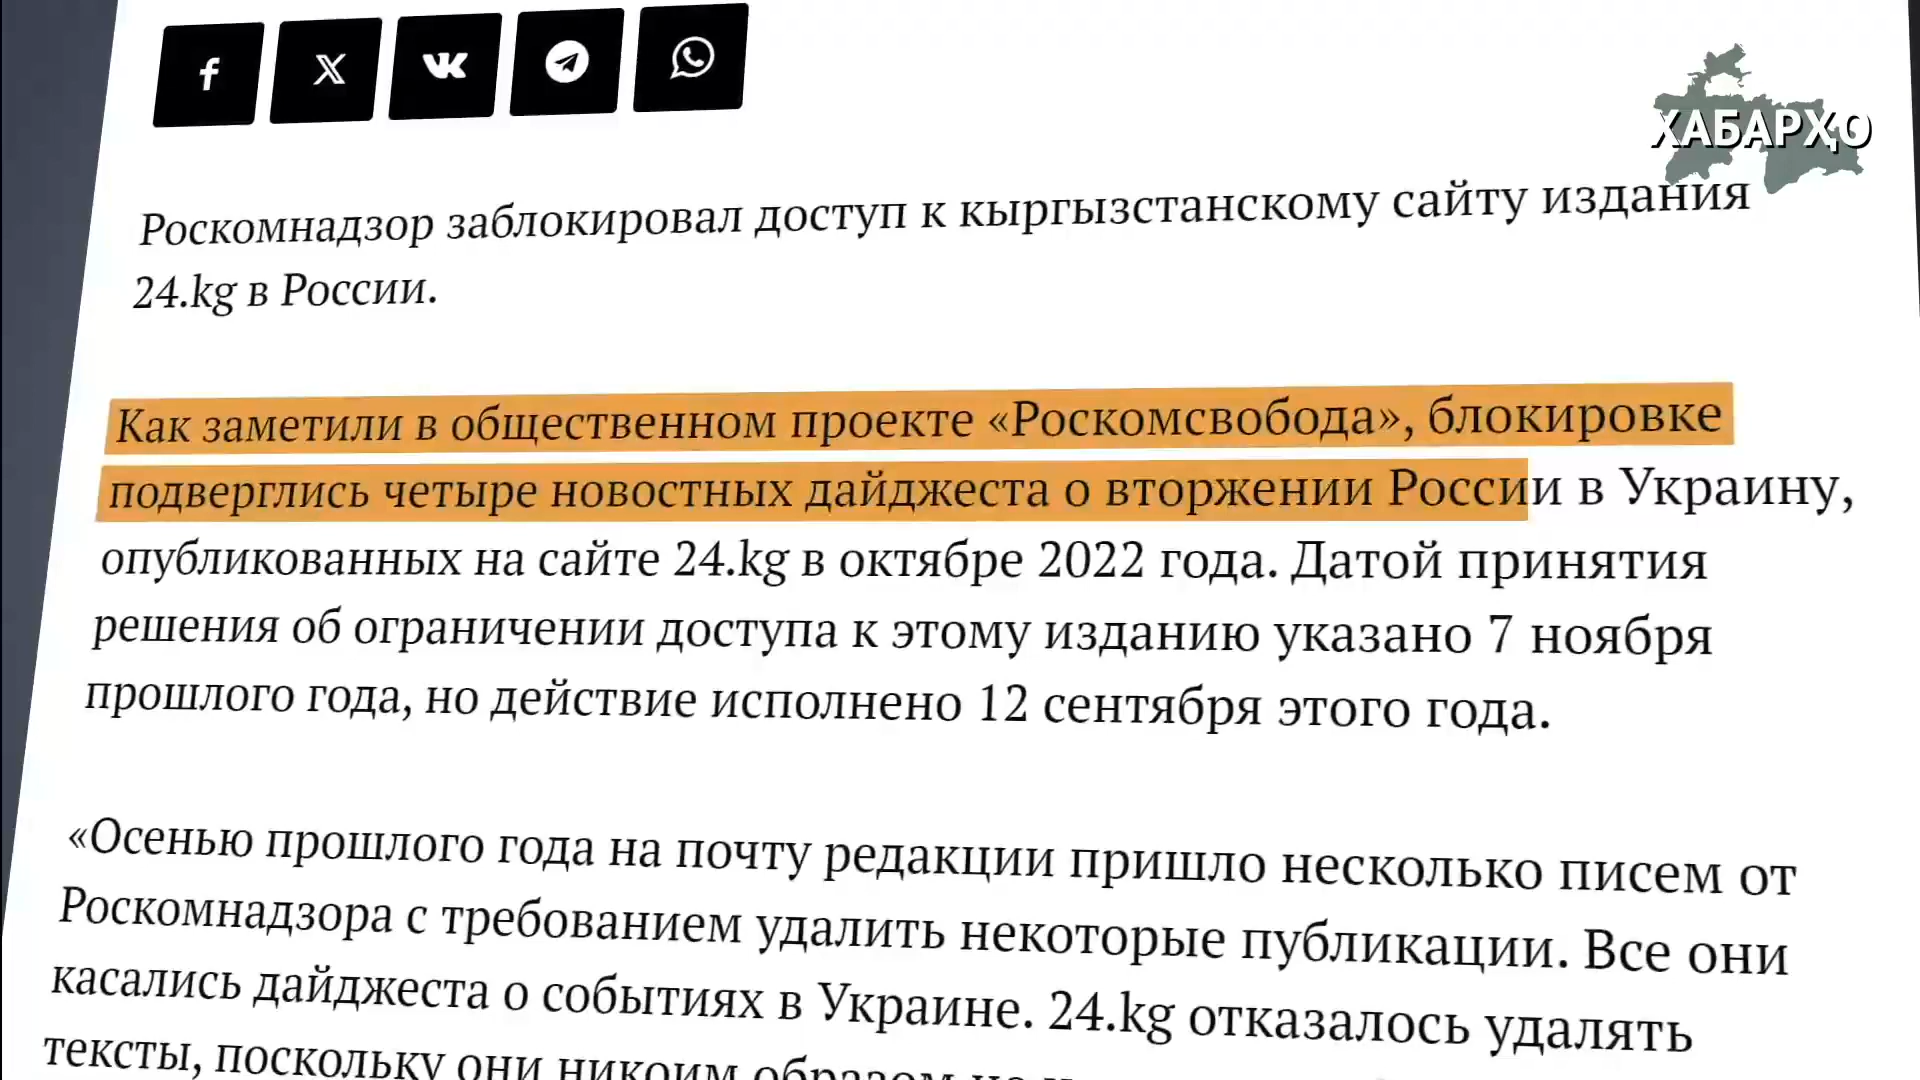 ХАБАРҲО
Роскомнадзор заблокировал доступ к кыргызстанскому сайту издания
24.kg в России.
Как заметили в общественном проекте «Роскомсвобода», блокировке
подверглись четыре новостных дайджеста о вторжении России в Украину,
опубликованных на сайте 24.kg в октябре 2022 года. Датой принятия
решения об ограничении доступа к этому изданию указано 7 ноября
прошлого года, но действие исполнено 12 сентября этого года.
«Осенью прошлого года на почту редакции пришло несколько писем от
Роскомнадзора с требованием удалить некоторые публикации. Все они
касались дайджеста о событиях в Украине. 24.kg отказалось удалять
тексты, поскольку они никоим образом не